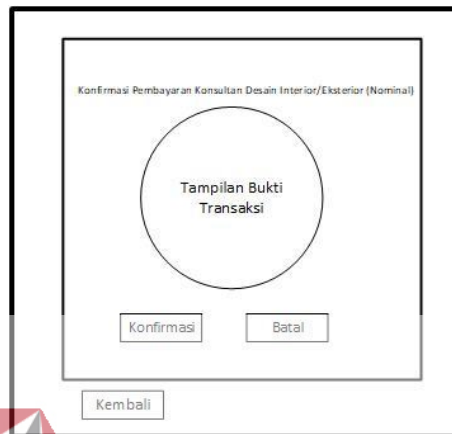 Konfirmasi Pembayaran Konsultan Desain Interior/Eksterior (Nominal)
Tampilan Bukti
Transaksi
Konfirmasi
Batal
Kembali